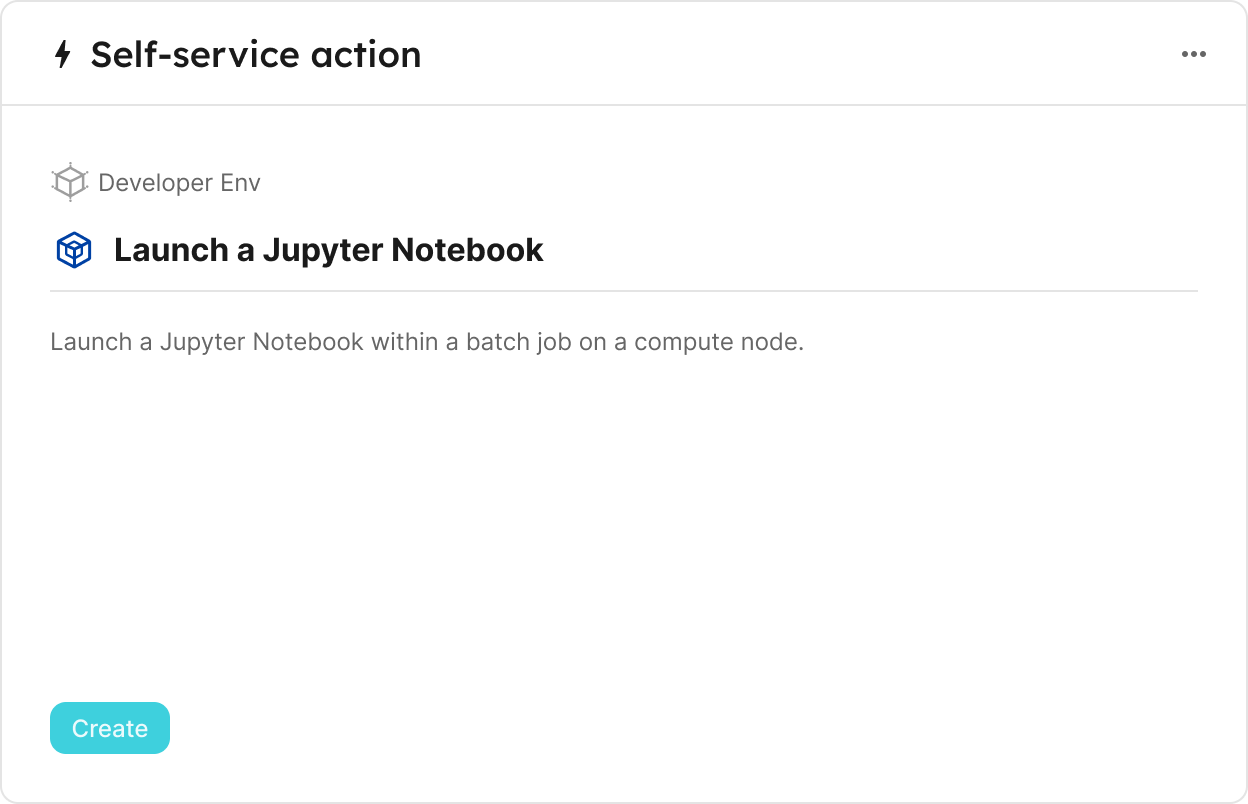 Self-service action
Developer Env
Launch a Jupyter Notebook
Launch a Jupyter Notebook within a batch job on a compute node.
Create